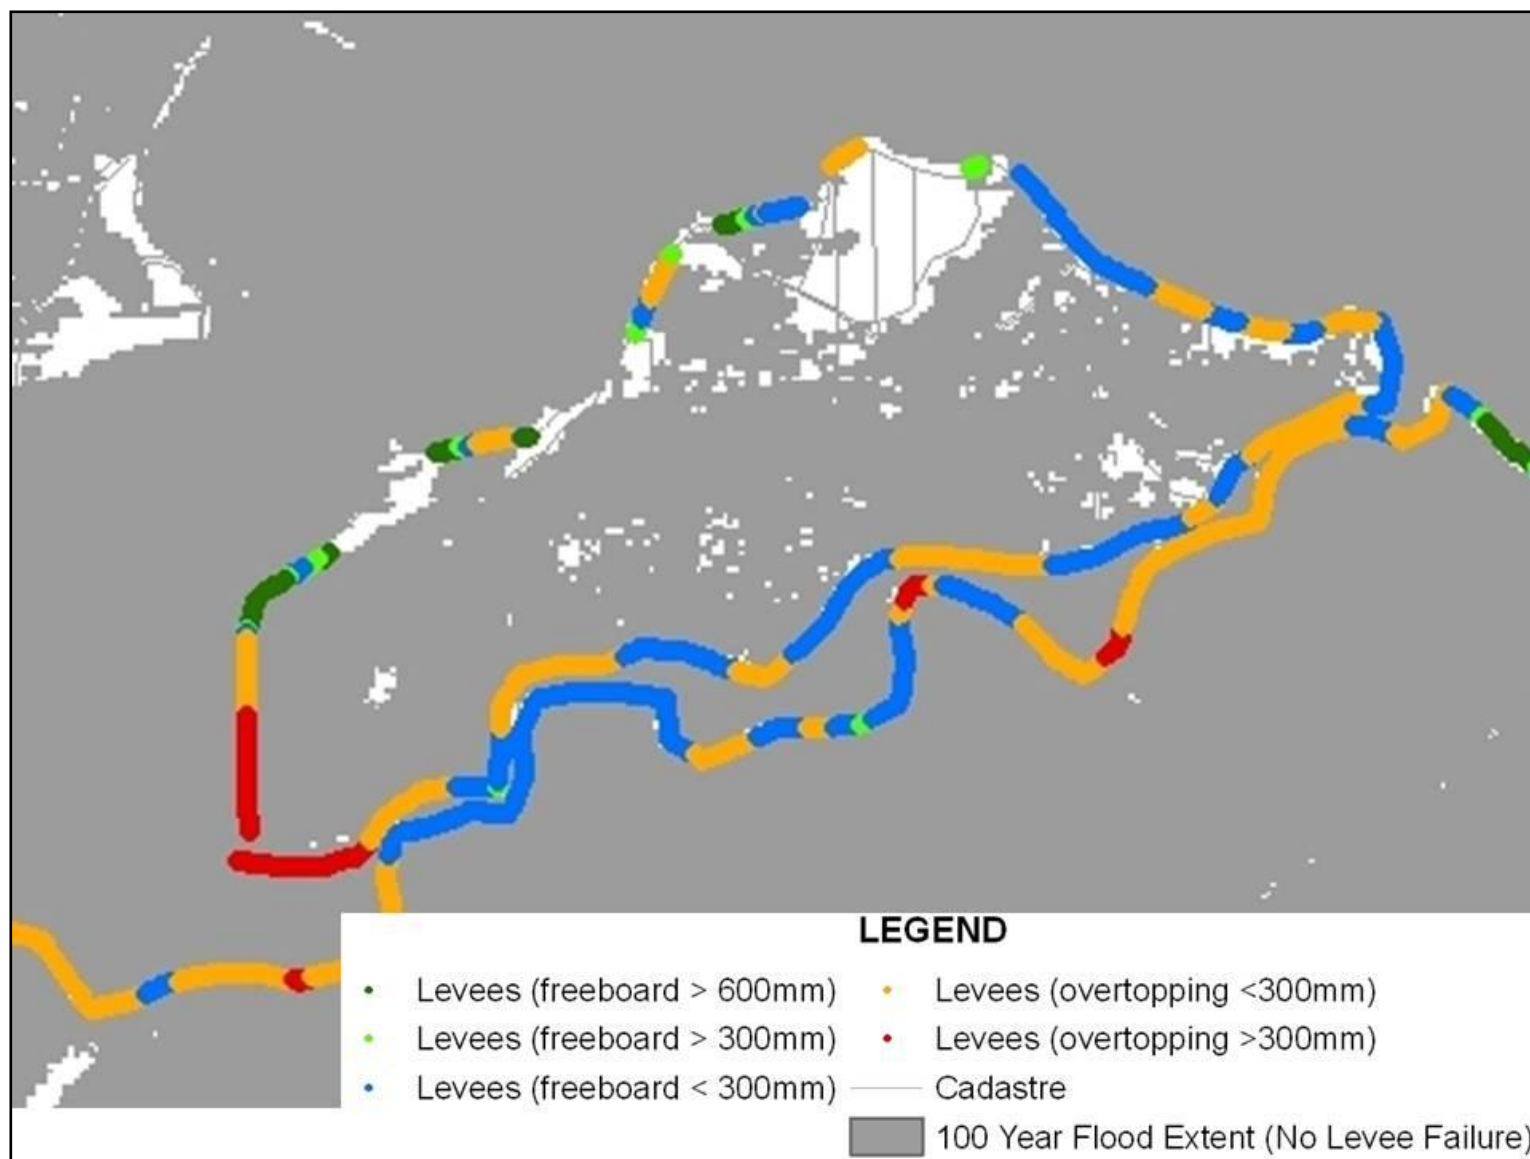 LEGEND
Levees (freeboard > 600mm)
Levees (overtopping <300mm)
Levees (freeboard > 300mm)
Levees (overtopping >300mm)
Levees (freeboard < 300mm)
Cadastre
100 Year Flood Extent (No Levee Failure)